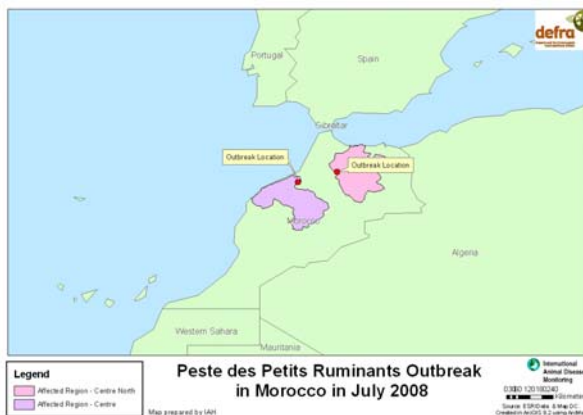 defra
Portugal
Spain
Gibraltar
Outbreak Location
Outbreak Location
Morocco
Algeria
Western Sahara
Mauritania
Legend
Affected Region - Centre North
Affected Region - Centre
Peste des Petits Ruminants Outbreak
in Morocco in July 2008
Map prepared by IAH
International
Animal Disease
Monitoring